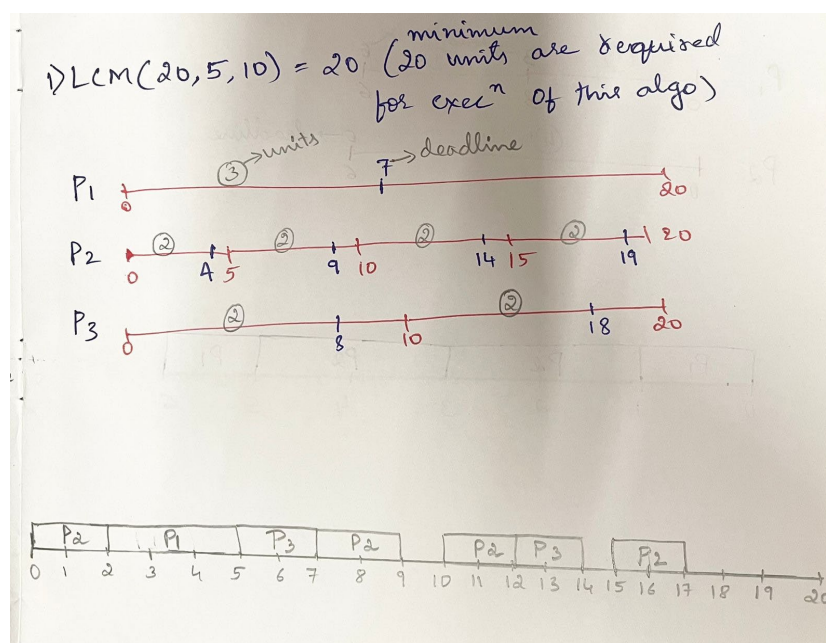 minimum
1) LCM(20,5,10) = 20 (20 units are required
for execⁿ of this algo)
③→units 7→deadline
P1 0 20
P2 0 ② 4 5 ② 9 10 ② 14 15 ② 19 20
P3 0 ② 8 10 ② 18 20
P2 P1 P3 P2 P2 P3 P2
0 1 2 3 4 5 6 7 8 9 10 11 12 13 14 15 16 17 18 19 20